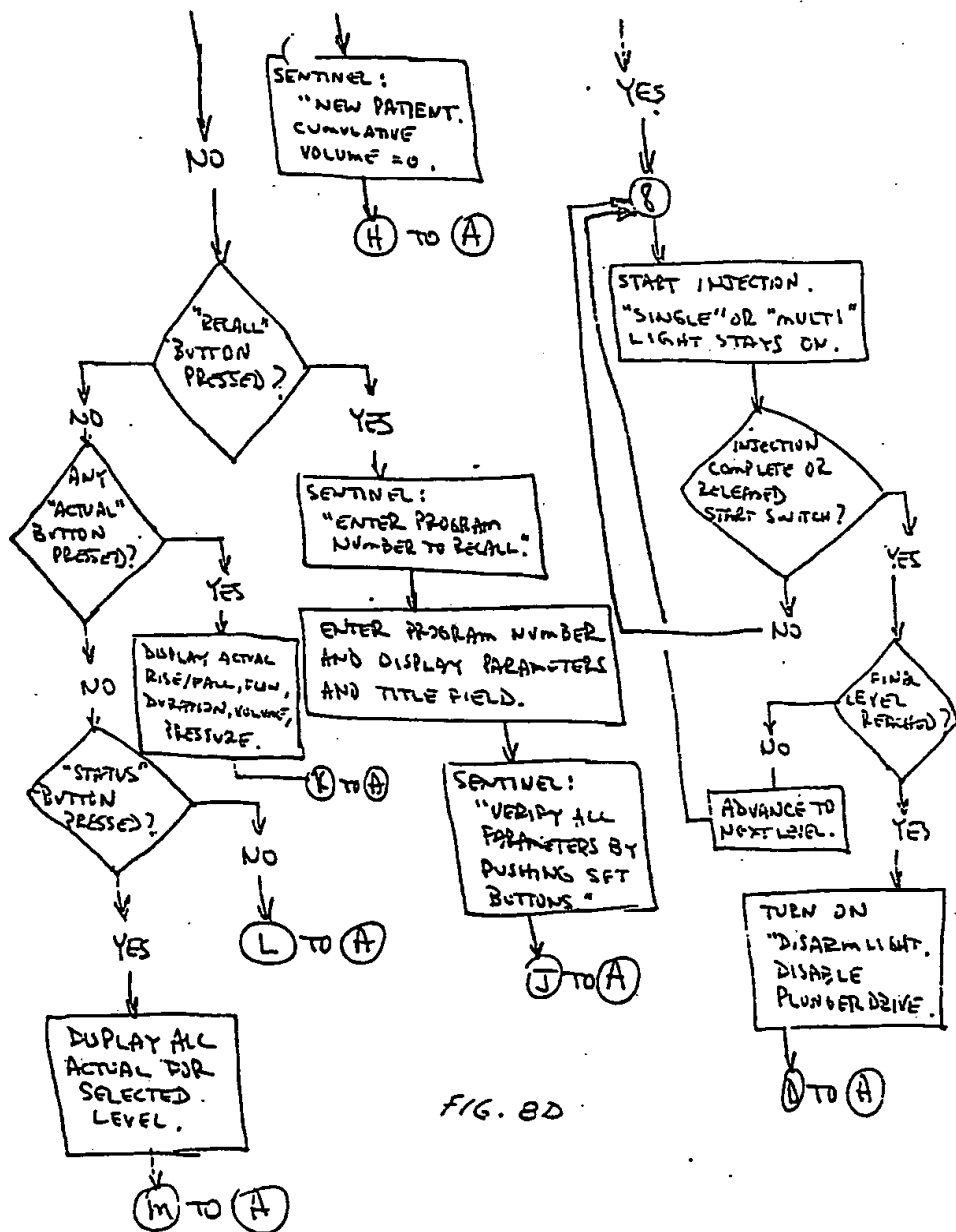 NO
SENTINEL:
"NEW PATIENT.
CUMULATIVE
VOLUME = 0.
H TO A
"RECALL"
BUTTON
PRESSED?
NO
YES
ANY
"ACTUAL"
BUTTON
PRESSED?
YES
DISPLAY ACTUAL
RISE/FALL, FLOW,
DURATION, VOLUME,
PRESSURE.
K TO A
NO
"STATUS"
BUTTON
PRESSED?
NO
L TO A
YES
DISPLAY ALL
ACTUAL FOR
SELECTED.
LEVEL.
M TO A
SENTINEL:
"ENTER PROGRAM
NUMBER TO RECALL."
ENTER PROGRAM NUMBER
AND DISPLAY PARAMETERS
AND TITLE FIELD.
SENTINEL:
"VERIFY ALL
PARAMETERS BY
PUSHING SET
BUTTONS."
J TO A
YES
8
START INJECTION.
"SINGLE" OR "MULTI"
LIGHT STAYS ON.
INJECTION
COMPLETE OR
RELEASED
START SWITCH?
NO
YES
FINAL
LEVEL
REACHED?
NO
ADVANCE TO
NEXT LEVEL.
YES
TURN ON
"DISARM LIGHT.
DISABLE
PLUNGER DRIVE.
TO A
FIG. 8D